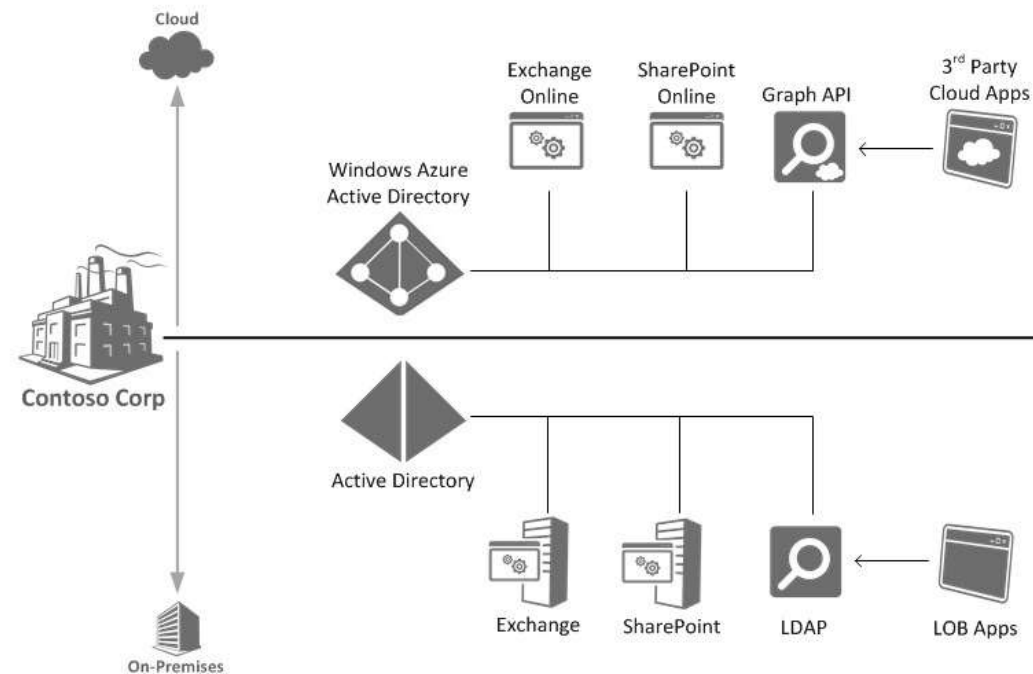 Cloud
Exchange
Online
SharePoint
Online
Graph API
3rd Party
Cloud Apps
Windows Azure
Active Directory
Contoso Corp
Active Directory
Exchange
SharePoint
LDAP
LOB Apps
On-Premises